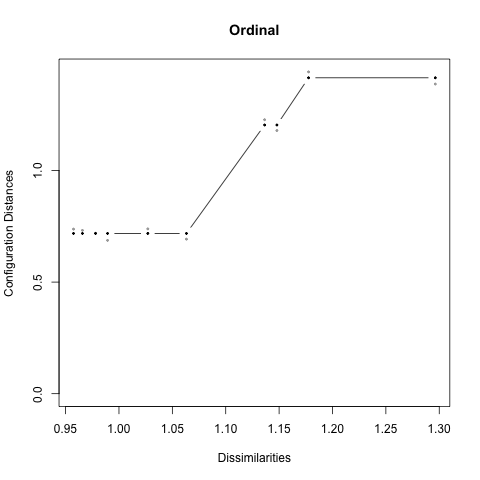 Ordinal
Configuration Distances
1.0
0.5
0.0
0.95 1.00 1.05 1.10 1.15 1.20 1.25 1.30
Dissimilarities